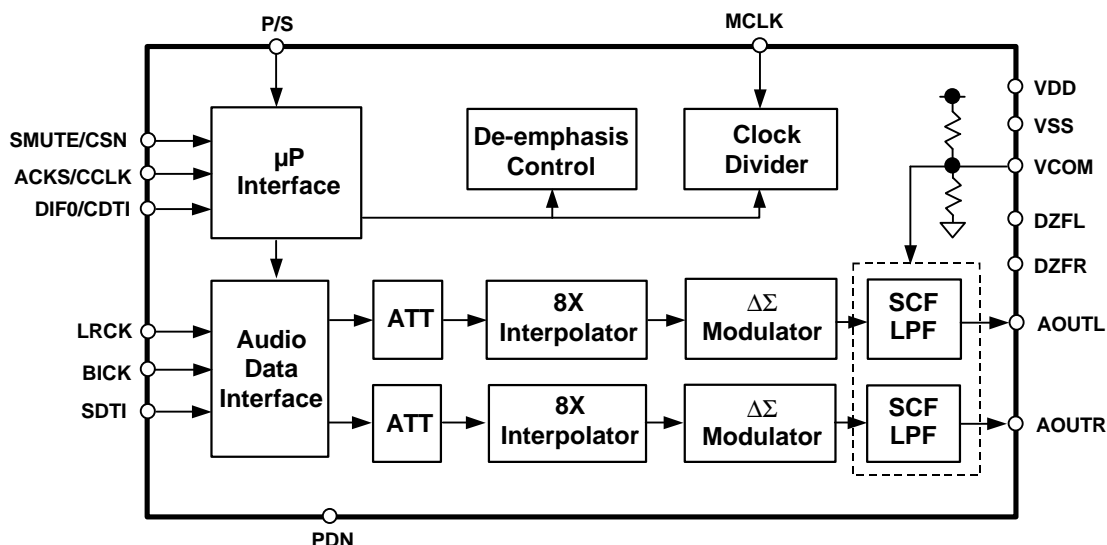 P/S
MCLK
VDD
VSS
VCOM
DZFL
DZFR
AOUTL
AOUTR
SMUTE/CSN
ACKS/CCLK
DIF0/CDTI
µP
Interface
De-emphasis
Control
Clock
Divider
LRCK
BICK
SDTI
Audio
Data
Interface
ATT
8X
Interpolator
ΔΣ
Modulator
SCF
LPF
ATT
8X
Interpolator
ΔΣ
Modulator
SCF
LPF
PDN